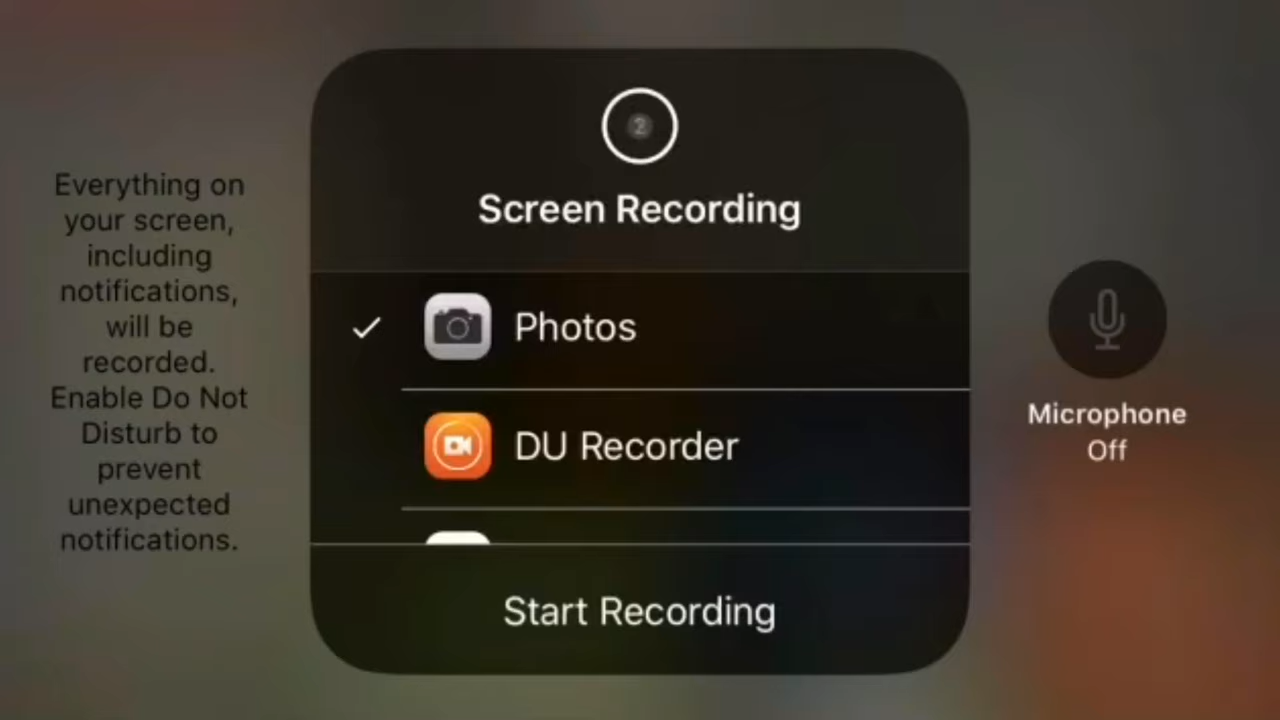 2
Screen Recording
Everything on
your screen,
including
notifications,
will be
recorded.
Enable Do Not
Disturb to
prevent
unexpected
notifications.
Photos
DU Recorder
Start Recording
Microphone
Off